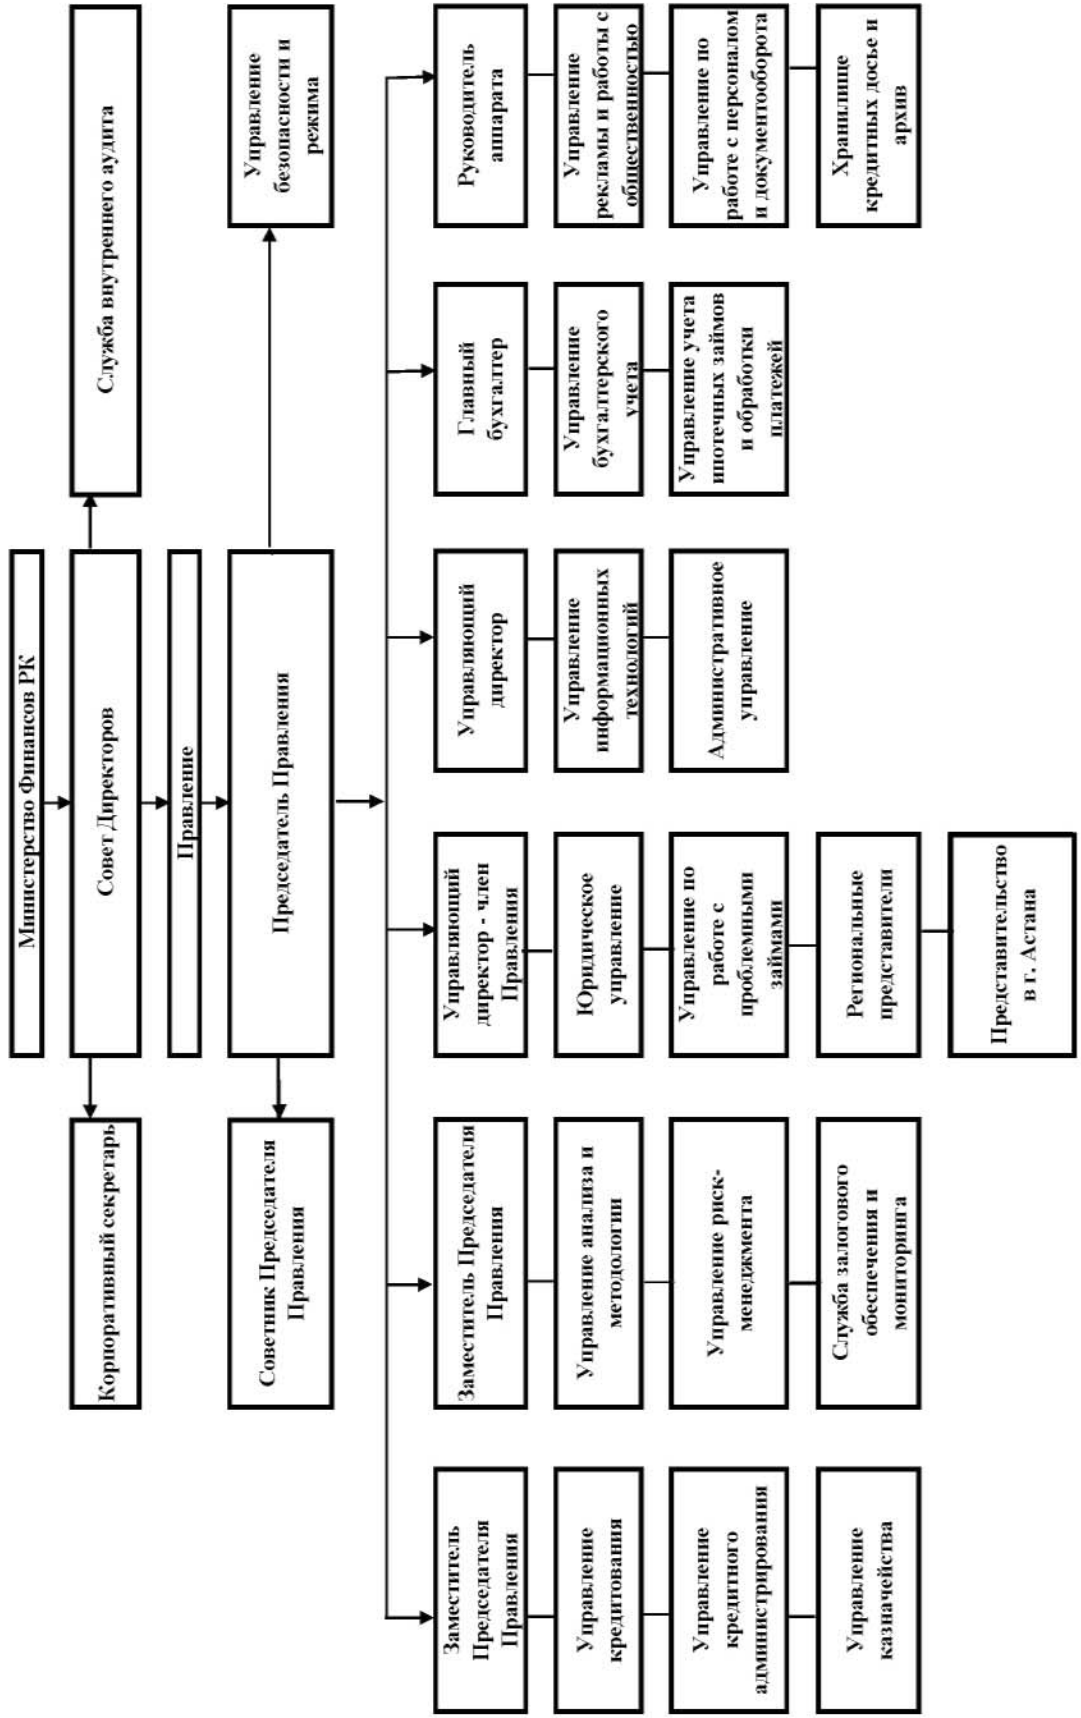 Министерство Финансов РК
Корпоративный секретарь
Совет Директоров
Служба внутреннего аудита
Правление
Советник Председателя
Правления
Председатель Правления
Управление
безопасности и
режима
Заместитель
Председателя
Правления
Управление
кредитования
Управление
кредитного
администрирования
Управление
казначейства
Заместитель Председателя
Правления
Управление анализа и
методологии
Управление риск-
менеджмента
Служба залогового
обеспечения и
мониторинга
Управляющий
директор - член
Правления
Юридическое
управление
Управление по
работе с
проблемными
займами
Региональные
представители
Представительство
в г. Астана
Управляющий
директор
Управление
информационных
технологий
Административное
управление
Главный
бухгалтер
Управление
бухгалтерского
учета
Управление учета
ипотечных займов
и обработки
платежей
Руководитель
аппарата
Управление
рекламы и работы с
общественностью
Управление по
работе с персоналом
и документооборота
Хранилище
кредитных досье и
архив